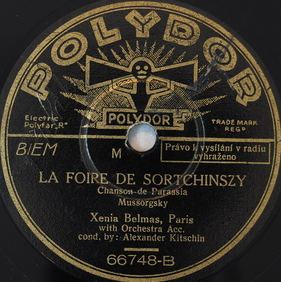 POLYDOR
POLYDOR
Electric
Polyfar „R"
TRADE MARK
REGD
BIEM
M
Právo k vysílání v radiu
vyhraženo
LA FOIRE DE SORTCHINSZY
Chanson de Parassia
Mussorgsky
Xenia Belmas, Paris
with Orchestra Acc.
cond. by: Alexander Kitschin
66748-B